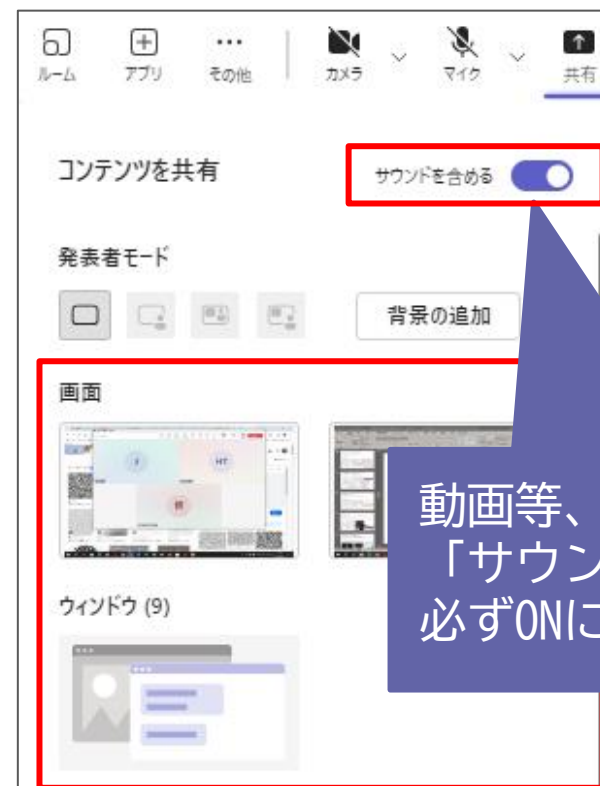 ルーム アプリ その他 カメラ マイク 共有
コンテンツを共有 サウンドを含める
発表者モード
背景の追加
画面
動画等、
「サウン
必ずONに
ウィンドウ (9)